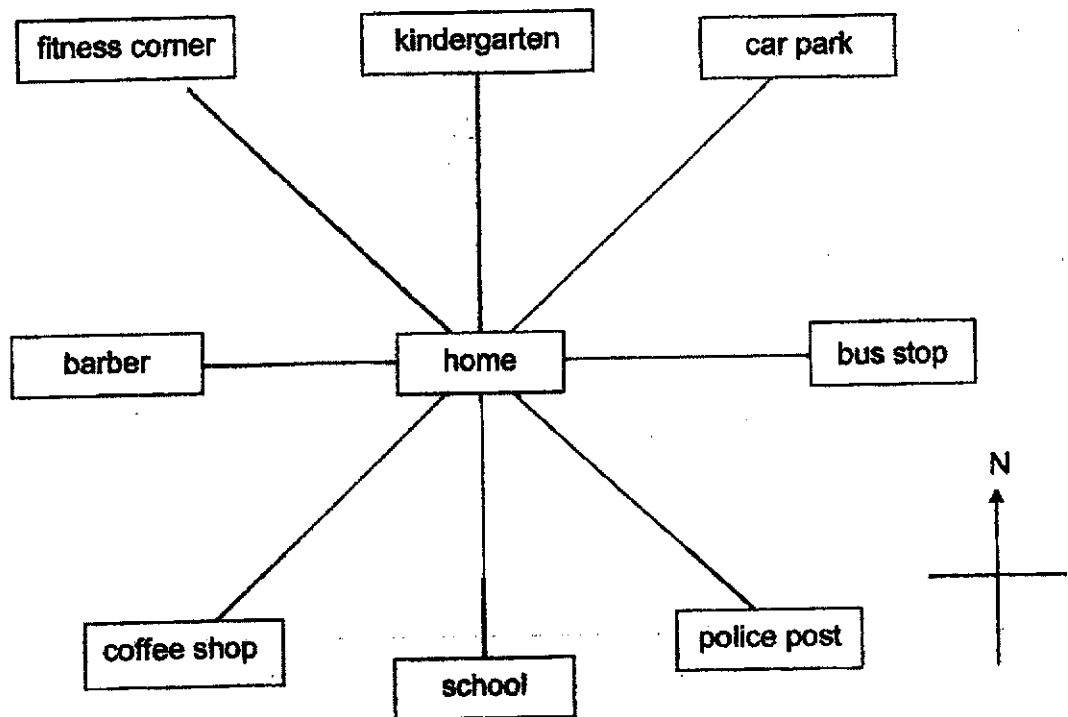 fitness corner
kindergarten
car park
barber
home
bus stop
N
coffee shop
school
police post